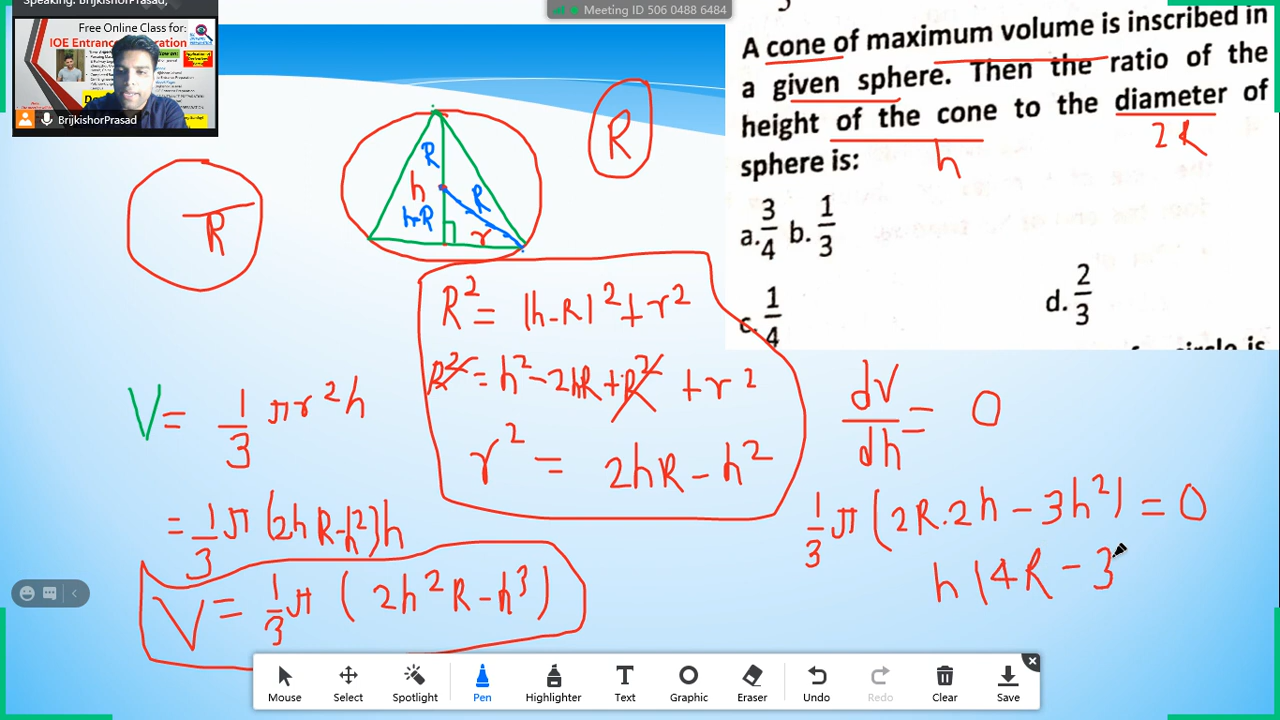 Speaking: BrijkishorPrasad,
Meeting ID 506 0488 6484
Free Online Class for:
IOE Entrance
BrijkishorPrasad
A cone of maximum volume is inscribed in
a given sphere. Then the ratio of the
height of the cone to the diameter of
sphere is:
h
2R
a. 3/4 b. 1/3
c. 1/4
d. 2/3
R
R
R
h
h-R
R
r
R² = (h-R)² + r²
R² = h² - 2hR + R² + r²
r² = 2hR - h²
V = 1/3 πr²h
= 1/3 π (2hR-h²)h
V = 1/3 π (2h²R-h³)
dV/dh = 0
1/3 π (2R.2h - 3h²) = 0
h(4R - 3
Mouse
Select
Spotlight
Pen
Highlighter
Text
Graphic
Eraser
Undo
Redo
Clear
Save